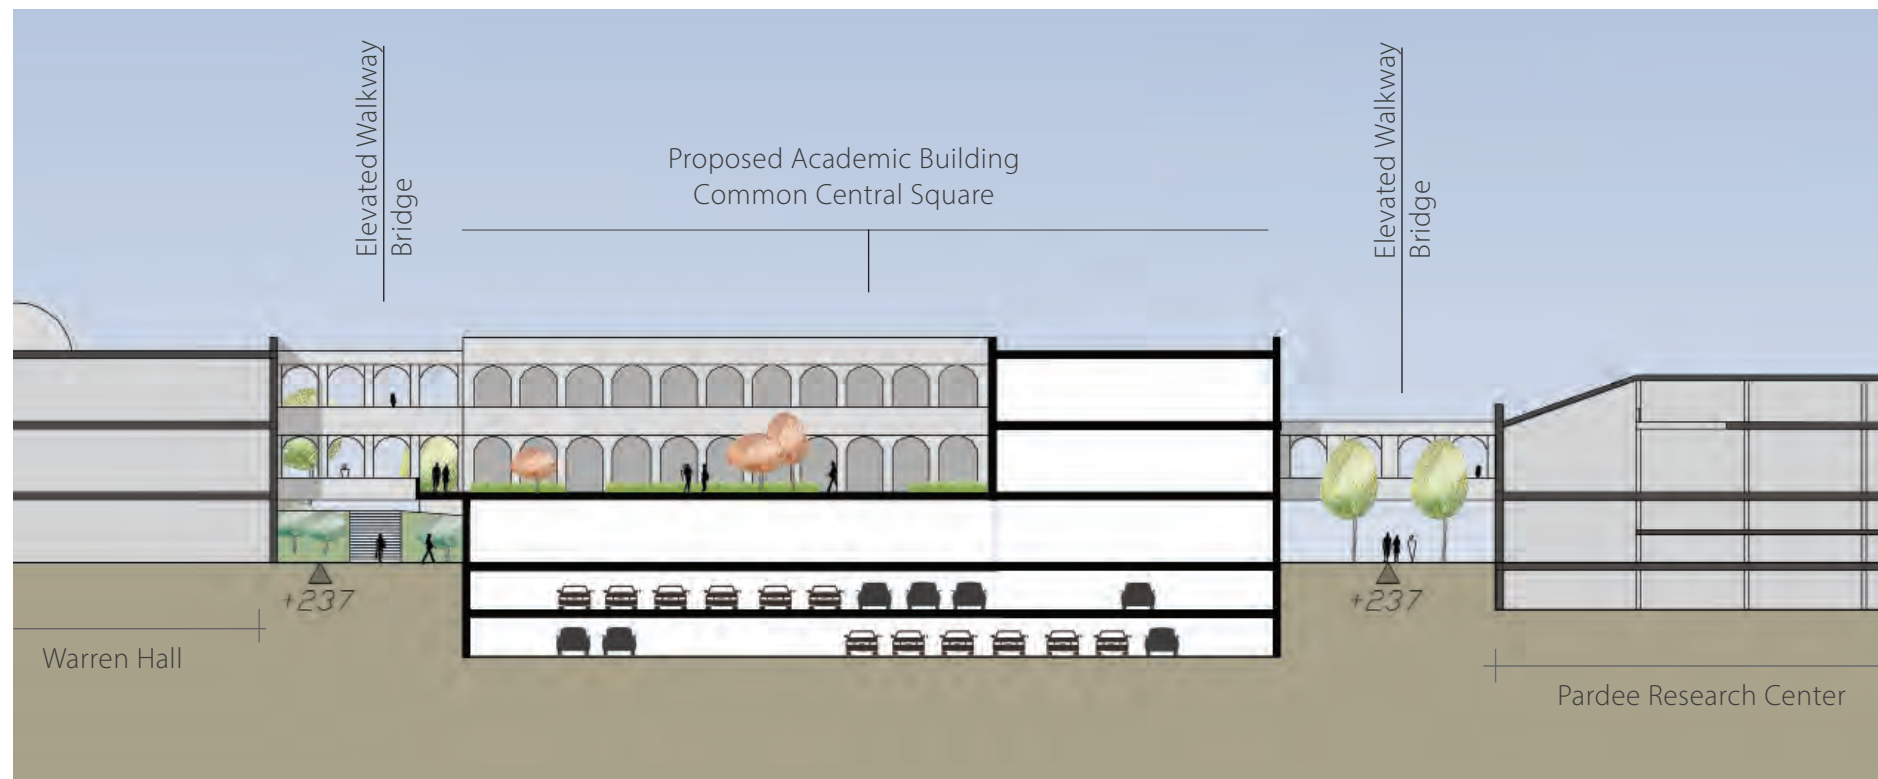 Elevated Walkway
Bridge
Proposed Academic Building
Common Central Square
Elevated Walkway
Bridge
+237
+237
Warren Hall
Pardee Research Center